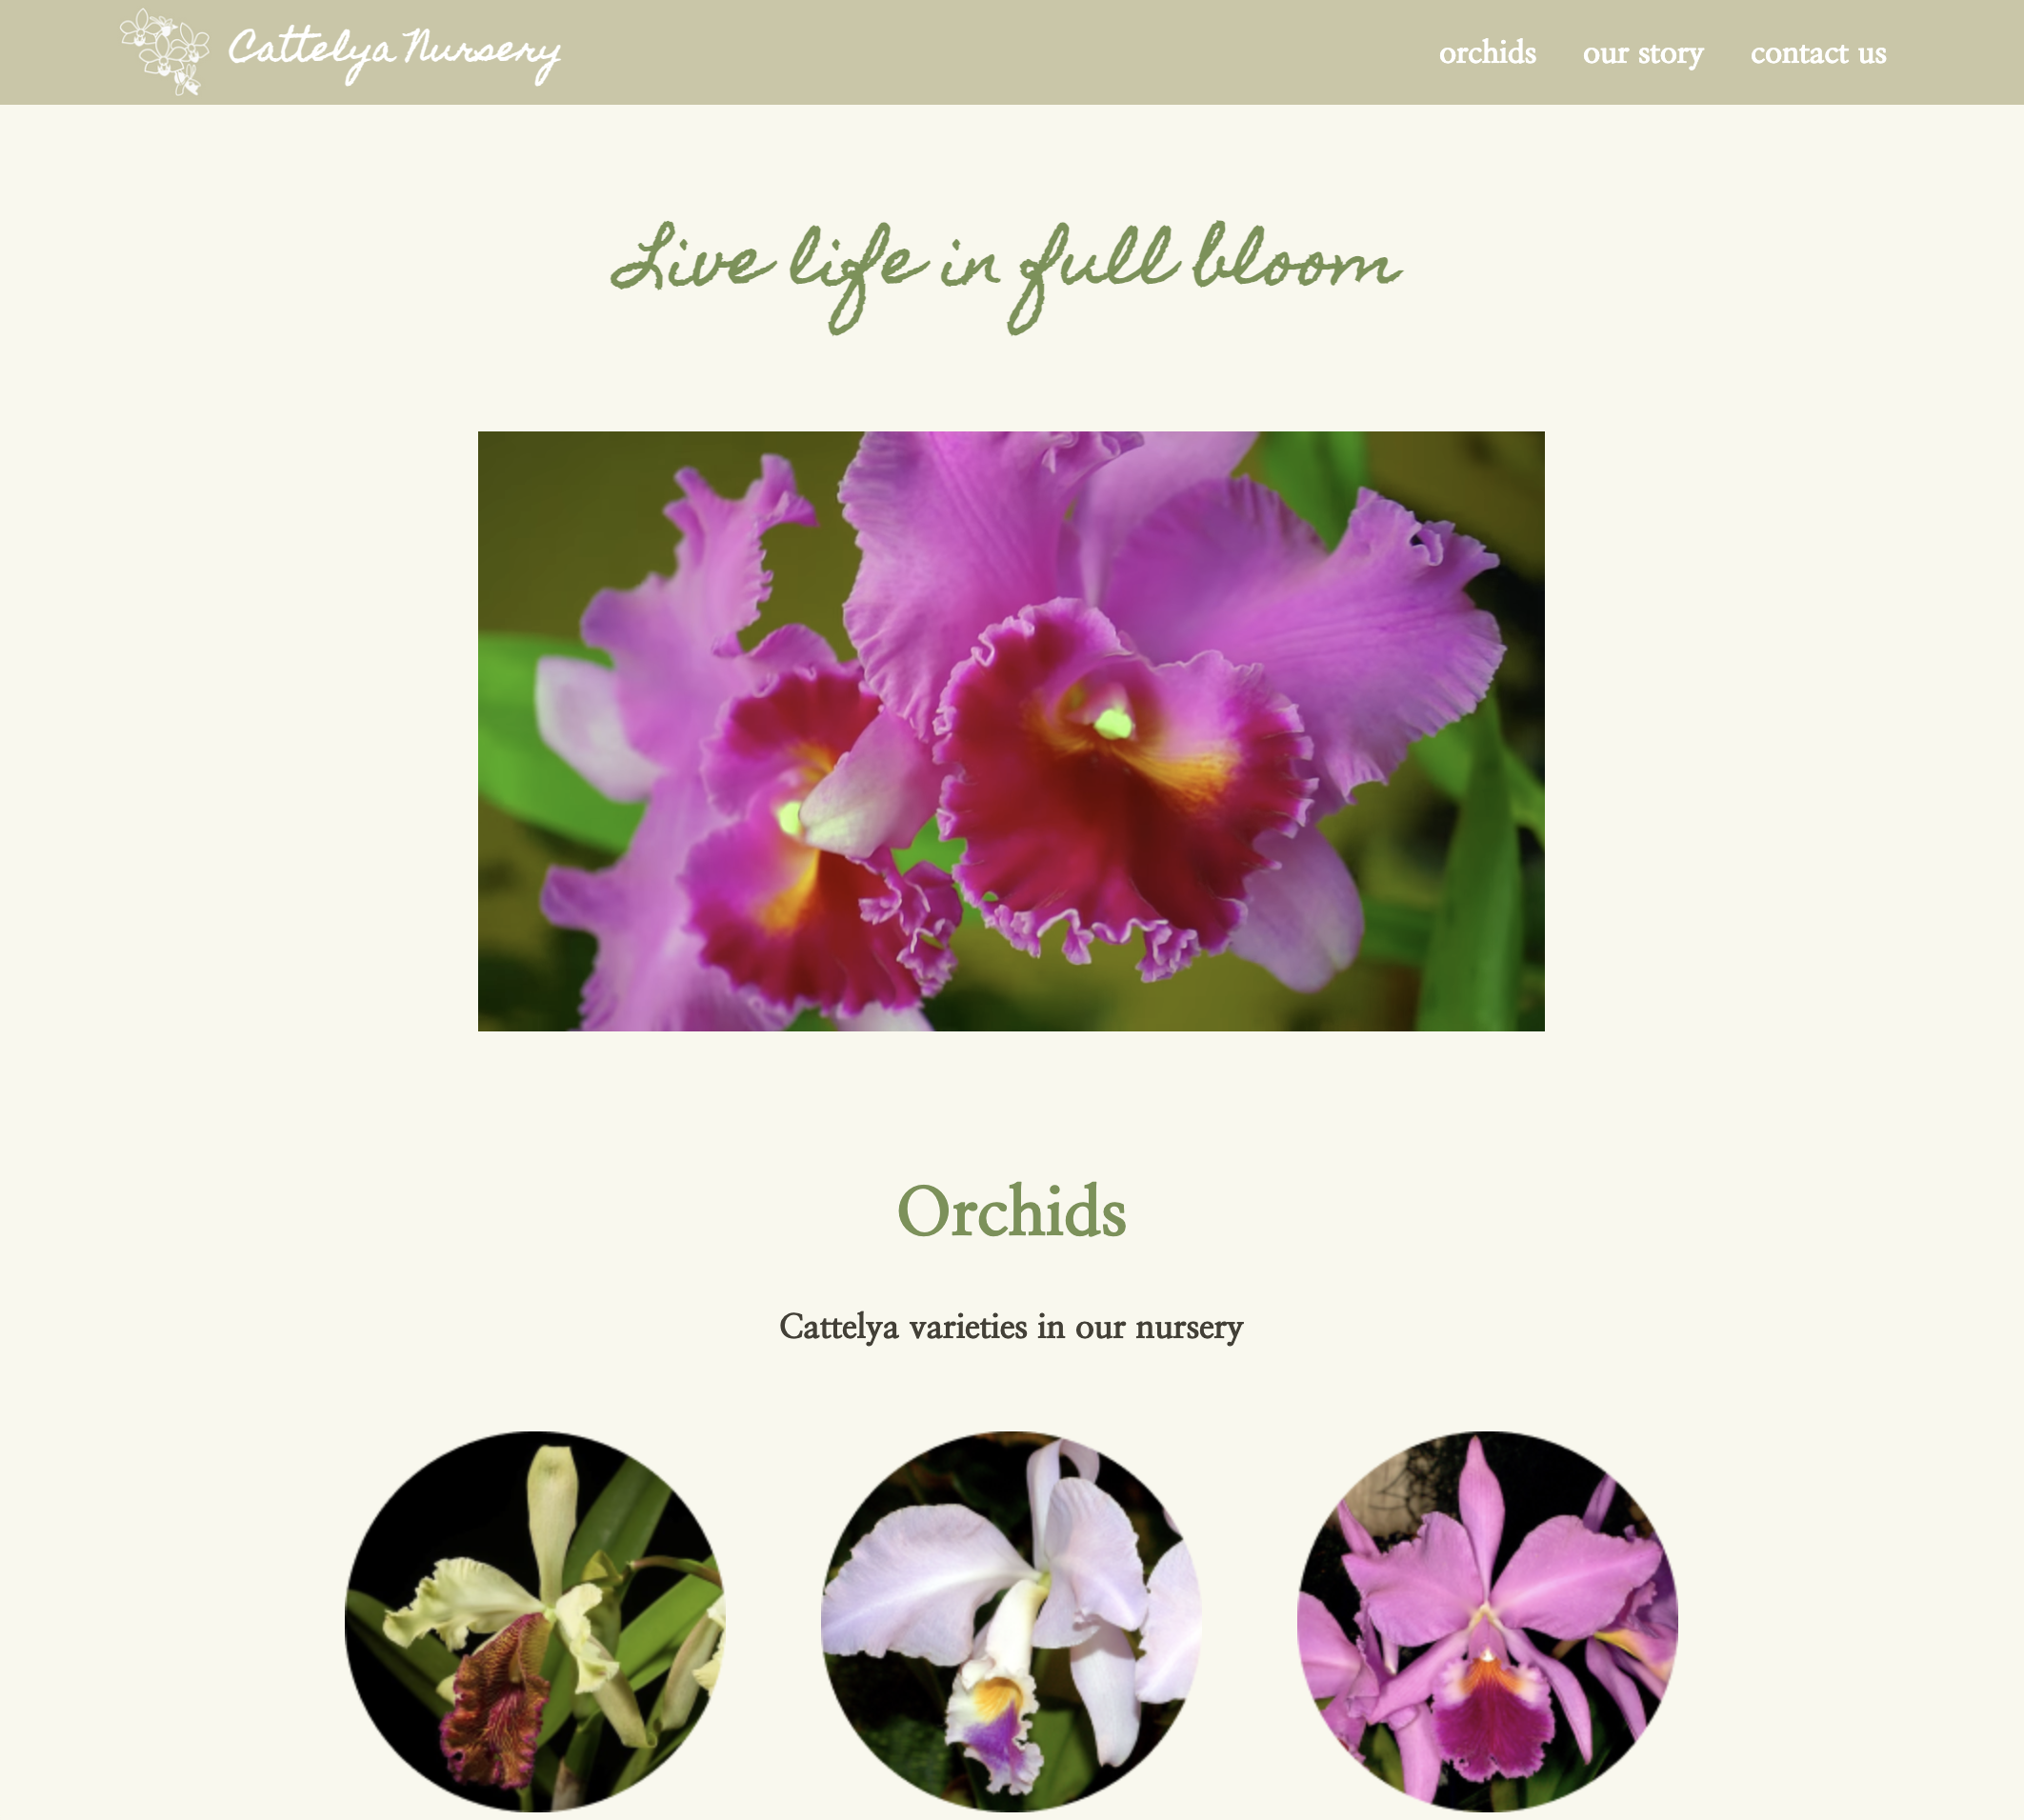 Cattelya Nursery
orchids our story contact us
Live life in full bloom
Orchids
Cattelya varieties in our nursery